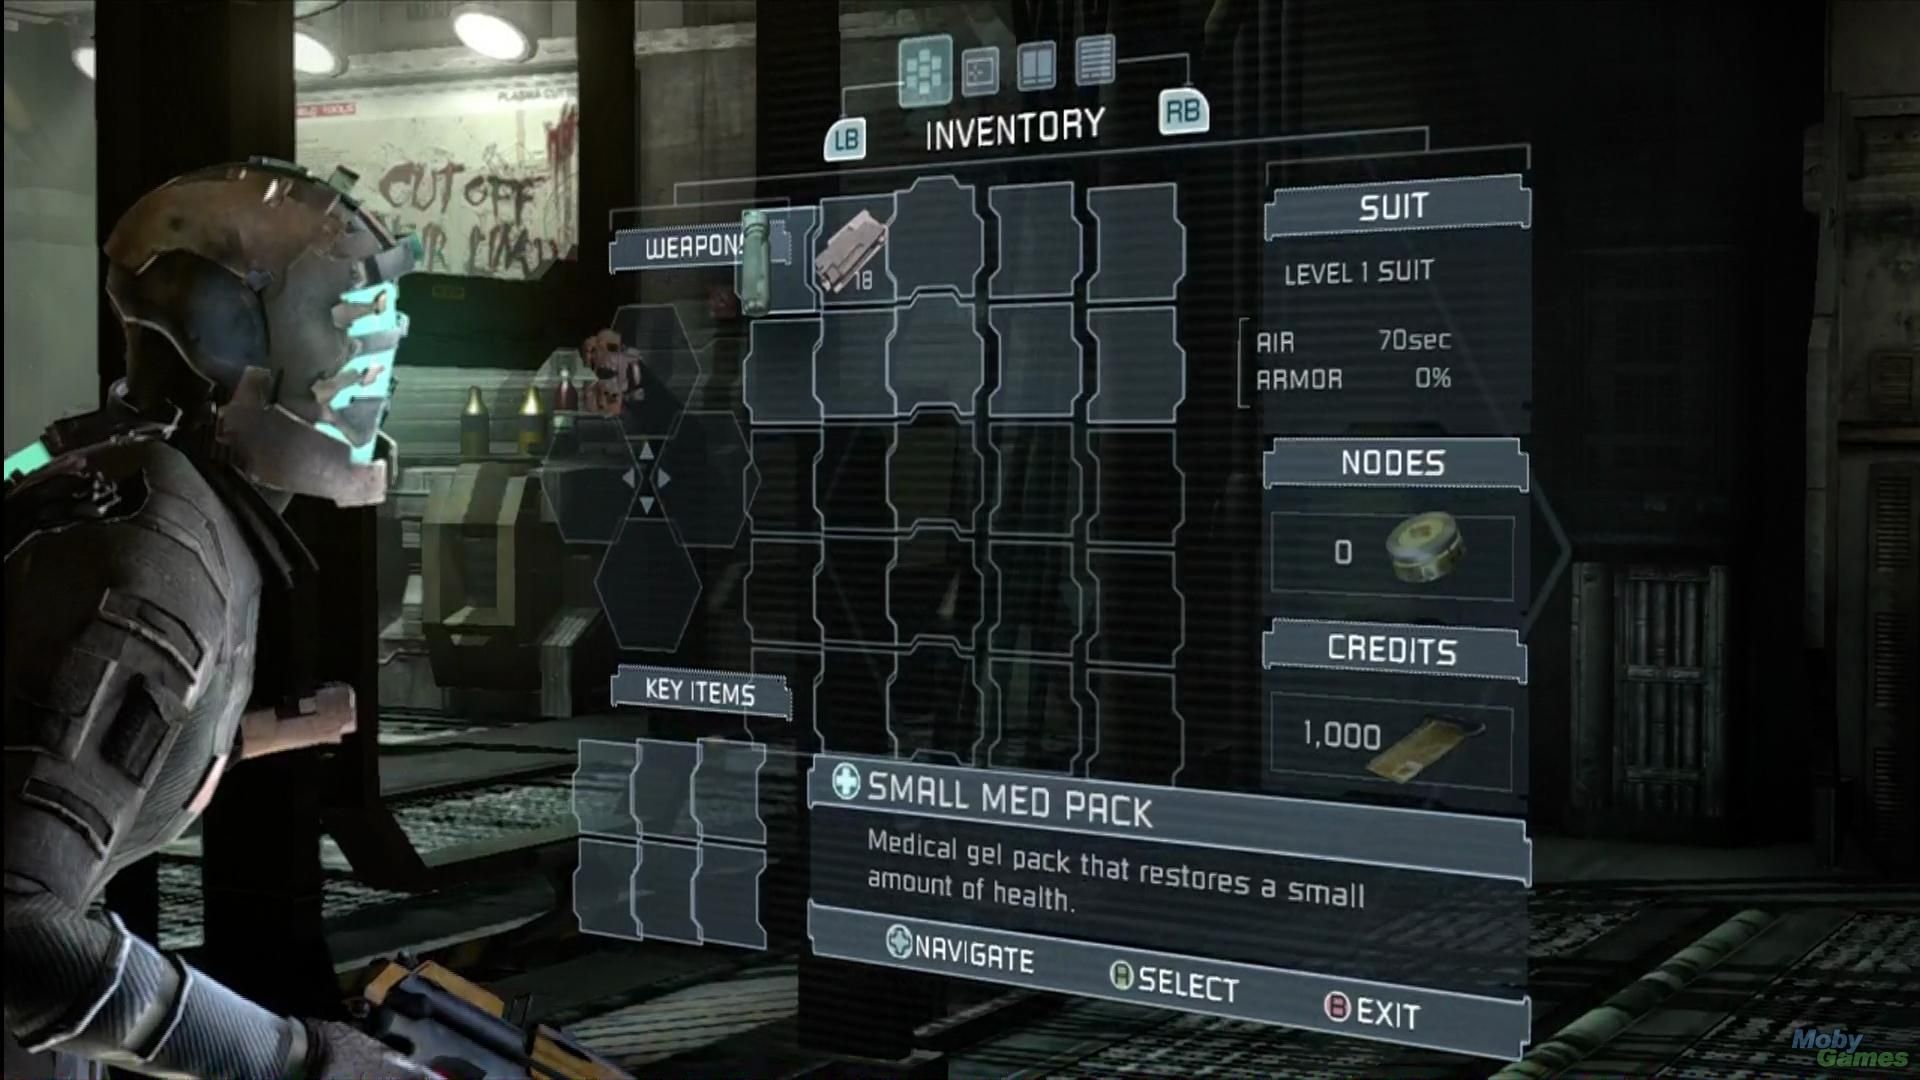 PLASMA CUT
CUT OFF
LB
INVENTORY
RB
WEAPONS
18
KEY ITEMS
SUIT
LEVEL 1 SUIT
AIR 70sec
ARMOR 0%
NODES
0
CREDITS
1,000
SMALL MED PACK
Medical gel pack that restores a small
amount of health.
NAVIGATE
A SELECT
B EXIT
Moby
Games